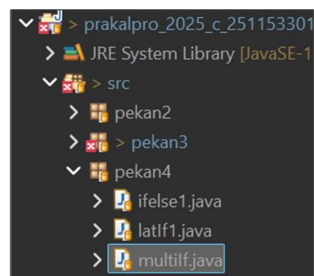 > prakalpro_2025_c_251153301
JRE System Library [JavaSE-1
> src
pekan2
> pekan3
pekan4
ifelse1.java
latIf1.java
multiIf.java